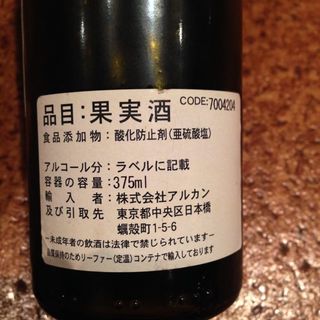 CODE:7004204
品目:果実酒
食品添加物:酸化防止剤(亜硫酸塩)
アルコール分:ラベルに記載
容器の容量:375ml
輸入者:株式会社アルカン
及び引取先 東京都中央区日本橋
蠣殻町1-5-6
ー未成年者の飲酒は法律で禁じられていますー
品質保持のためリーファー(定温)コンテナで輸入しております